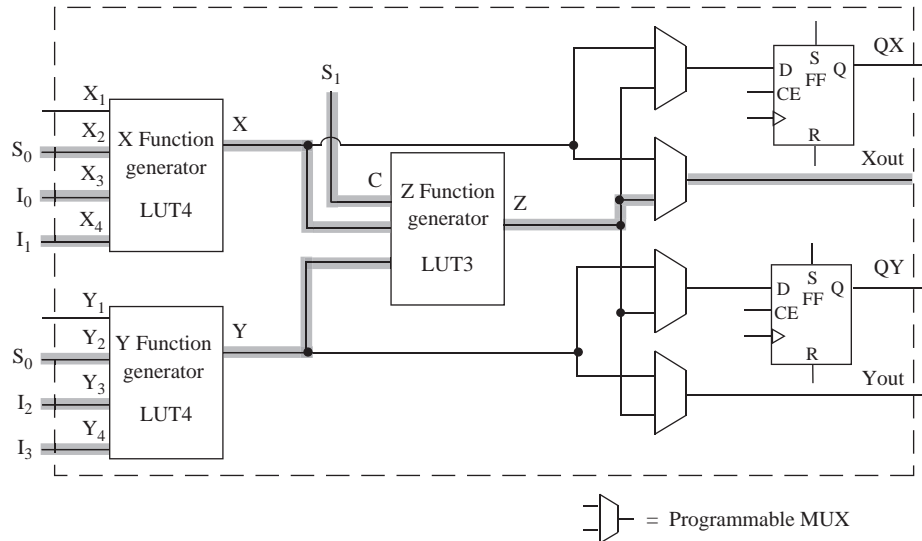 X1
X2
S0
X3
I0
X4
I1
X Function
generator
LUT4
X
S1
C
Z Function
generator
LUT3
Z
Y1
Y2
S0
Y3
I2
Y4
I3
Y Function
generator
LUT4
Y
S
D FF Q
CE
R
QX
Xout
S
D FF Q
CE
R
QY
Yout
= Programmable MUX